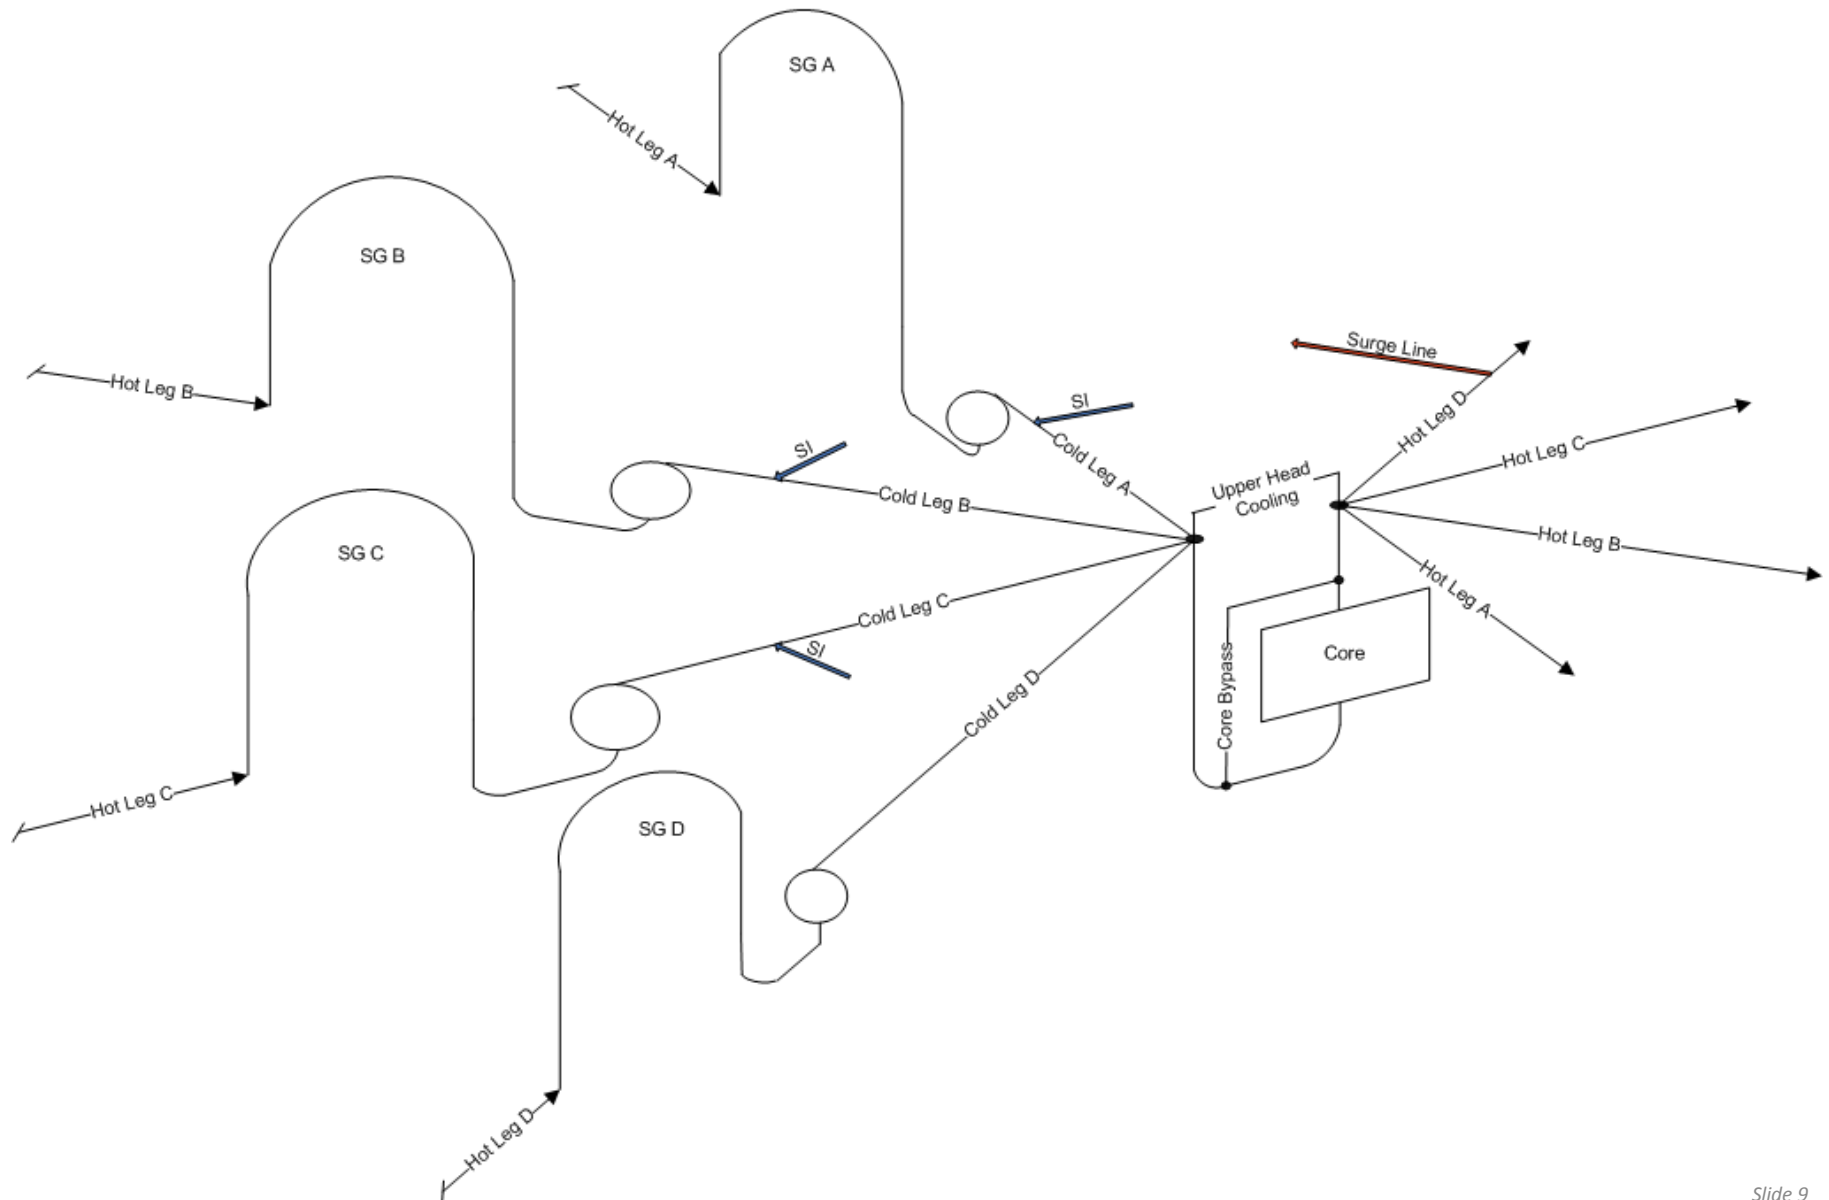 SG A
Hot Leg A
SG B
Hot Leg B
SI
Cold Leg A
SI
Cold Leg B
Surge Line
Hot Leg D
Hot Leg C
Upper Head
Cooling
Hot Leg B
Hot Leg A
SG C
Cold Leg C
SI
Core
Core Bypass
Cold Leg D
Hot Leg C
SG D
Hot Leg D
Slide 9